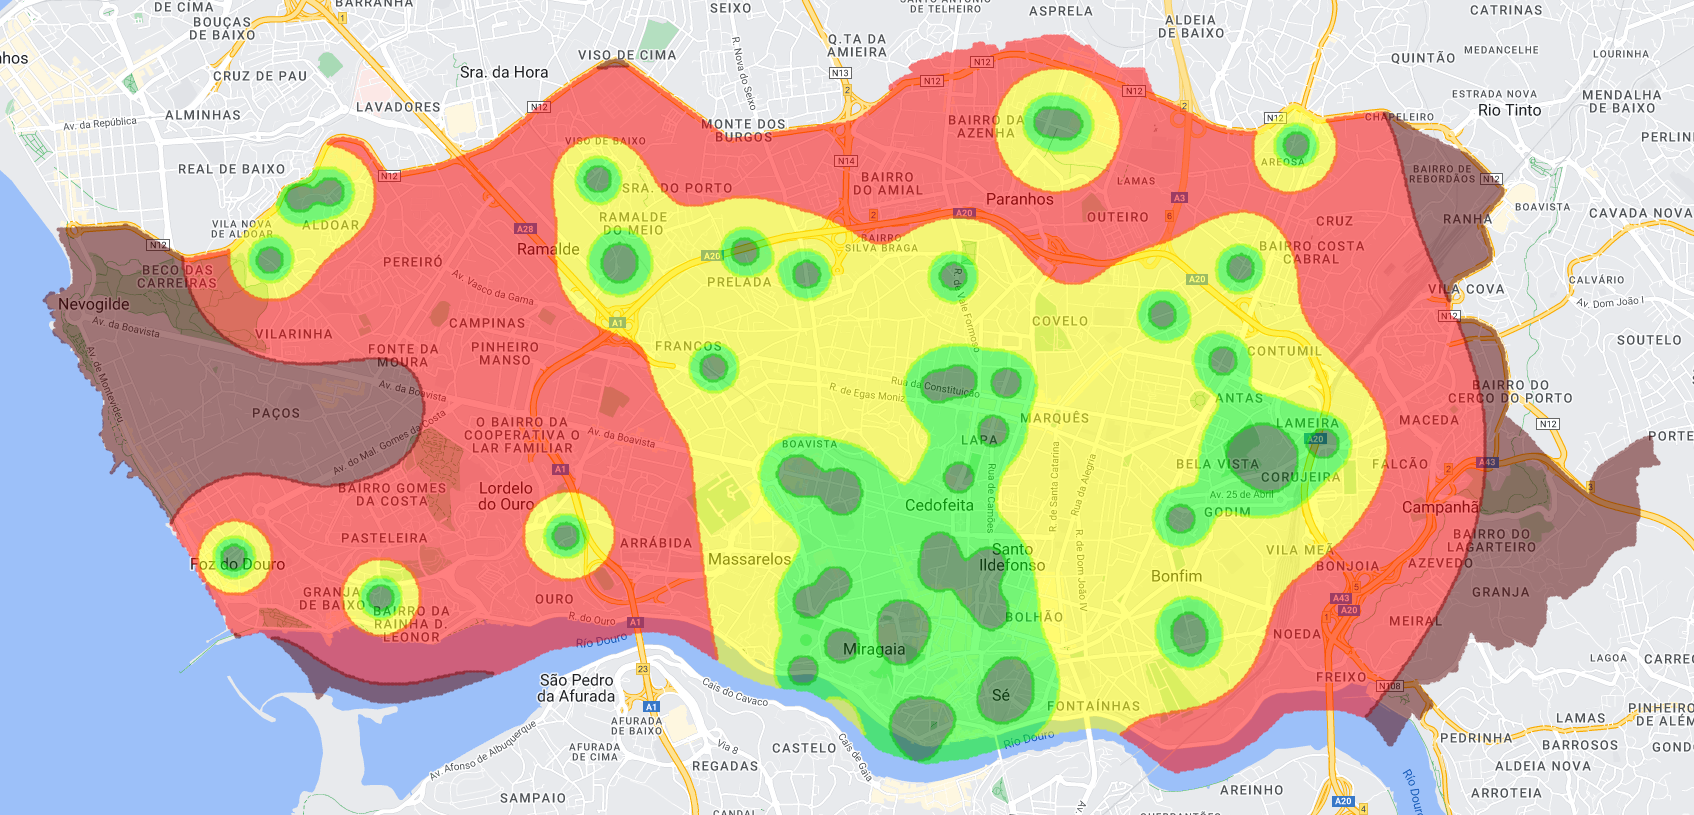 DE CIMA
BARRANHA
SEIXO
SANTO ANTÓNIO
DE TELHEIRO
ASPRELA
CATRINAS
BOUÇAS
DE BAIXO
ALDEIA
DE BAIXO
VISO DE CIMA
Q.TA DA
AMIEIRA
QUINTÃO
MEDANCELHE
LOURINHA
nhos
CRUZ DE PAU
Sra. da Hora
R. Nova do Seixo
N13
N12
N12
N12
ESTRADA NOVA
Rio Tinto
MENDALHA
DE BAIXO
LAVADORES
N12
ALMINHAS
Av. da República
MONTE DOS
BURGOS
BAIRRO DA
AZENHA
N12
CHAPELEIRO
PERLIN
VISO DE BAIXO
REAL DE BAIXO
N12
N14
BAIRRO
DO AMIAL
LAMAS
AREOSA
BAIRRO DE
REBORDÃOS
N12
SRA. DO PORTO
Paranhos
A3
BOAVISTA
CADAVA NOVA
VILA NOVA
DE ALDOAR
ALDOAR
RAMALDE
DO MEIO
A28
A20
OUTEIRO
CRUZ
RANHA
N12
Ramalde
BAIRRO
SILVA BRAGA
BAIRRO COSTA
CABRAL
PEREIRÓ
A20
BECO DAS
CARREIRAS
Av. Vasco da Gama
PRELADA
R. de Vale Formoso
A20
CALVÁRIO
VILA COVA
Av. Dom João I
Nevogilde
Av. da Boavista
VILARINHA
CAMPINAS
A1
COVELO
N12
SOUTELO
FONTE DA
MOURA
PINHEIRO
MANSO
FRANCOS
CONTUMIL
Av. de Montevideu
Av. da Boavista
Rua da Constituição
R. de Egas Moniz
ANTAS
BAIRRO DO
CERCO DO PORTO
PAÇOS
Av. do Mal. Gomes da Costa
O BAIRRO DA
COOPERATIVA O
LAR FAMILIAR
Av. da Boavista
MARQUÊS
LAMEIRA
MACEDA
N12
BOAVISTA
LAPA
A20
PORTE
A1
BELA VISTA
CORUJEIRA
FALCÃO
A43
BAIRRO GOMES
DA COSTA
Lordelo
do Ouro
Cedofeita
Rua de Camões
R. de Santa Catarina
Rua da Alegria
Av. 25 de Abril
GODIM
Campanhã
PASTELEIRA
ARRÁBIDA
Massarelos
Santo
Ildefonso
R. de Dom João IV
VILA MEÃ
BAIRRO DO
LAGARTEIRO
Foz do Douro
BONJOIA
AZEVEDO
Bonfim
GRANJA
DE BAIXO
OURO
A43
A20
GRANJA
BAIRRO DA
RAINHA D.
LEONOR
R. do Ouro
A1
BOLHÃO
MEIRAL
Rio Douro
NOEDA
Miragaia
LAGOA
CARREG
São Pedro
da Afurada
23
FREIXO
N108
Cais do Cavaco
Sé
A1
FONTAÍNHAS
LAMAS
PINHEIRO
DE ALÉM
AFURADA
DE BAIXO
Rio Douro
PEDRINHA
Av. Afonso de Albuquerque
AFURADA
DE CIMA
Via 8
CASTELO
Cais de Gaia
BARROSOS
GOND
REGADAS
ALDEIA NOVA
Rio Douro
SAMPAIO
AREINHO
ARROTEIA
A20
4